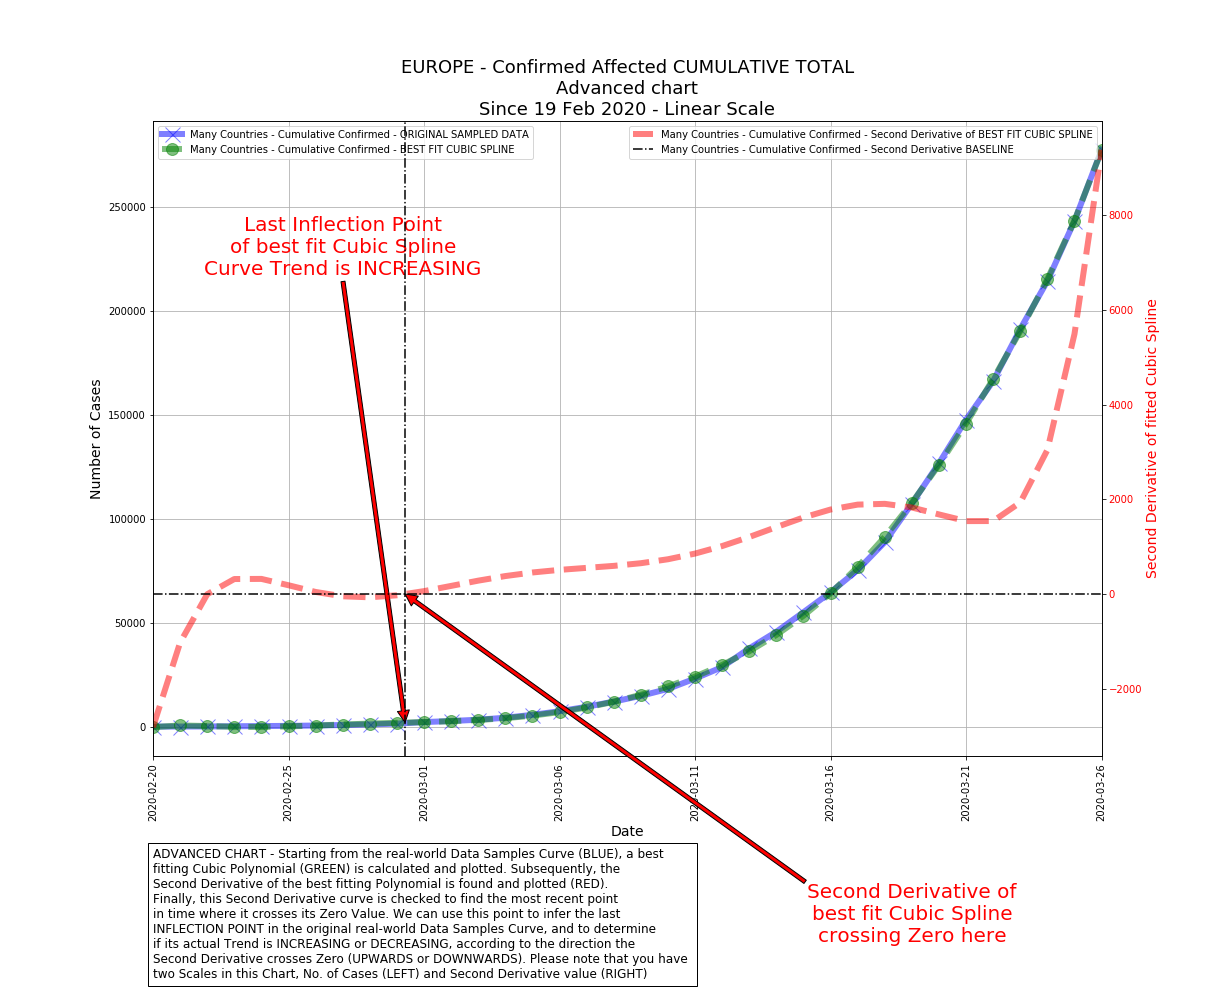 EUROPE - Confirmed Affected CUMULATIVE TOTAL
Advanced chart
Since 19 Feb 2020 - Linear Scale
Many Countries - Cumulative Confirmed - ORIGINAL SAMPLED DATA
Many Countries - Cumulative Confirmed - BEST FIT CUBIC SPLINE
Many Countries - Cumulative Confirmed - Second Derivative of BEST FIT CUBIC SPLINE
Many Countries - Cumulative Confirmed - Second Derivative BASELINE
Last Inflection Point
of best fit Cubic Spline
Curve Trend is INCREASING
Number of Cases
250000
200000
150000
100000
50000
0
8000
6000
4000
2000
0
−2000
Second Derivative of fitted Cubic Spline
2020-02-20
2020-02-25
2020-03-01
2020-03-06
2020-03-11
2020-03-16
2020-03-21
2020-03-26
Date
ADVANCED CHART - Starting from the real-world Data Samples Curve (BLUE), a best
fitting Cubic Polynomial (GREEN) is calculated and plotted. Subsequently, the
Second Derivative of the best fitting Polynomial is found and plotted (RED).
Finally, this Second Derivative curve is checked to find the most recent point
in time where it crosses its Zero Value. We can use this point to infer the last
INFLECTION POINT in the original real-world Data Samples Curve, and to determine
if its actual Trend is INCREASING or DECREASING, according to the direction the
Second Derivative crosses Zero (UPWARDS or DOWNWARDS). Please note that you have
two Scales in this Chart, No. of Cases (LEFT) and Second Derivative value (RIGHT)
Second Derivative of
best fit Cubic Spline
crossing Zero here